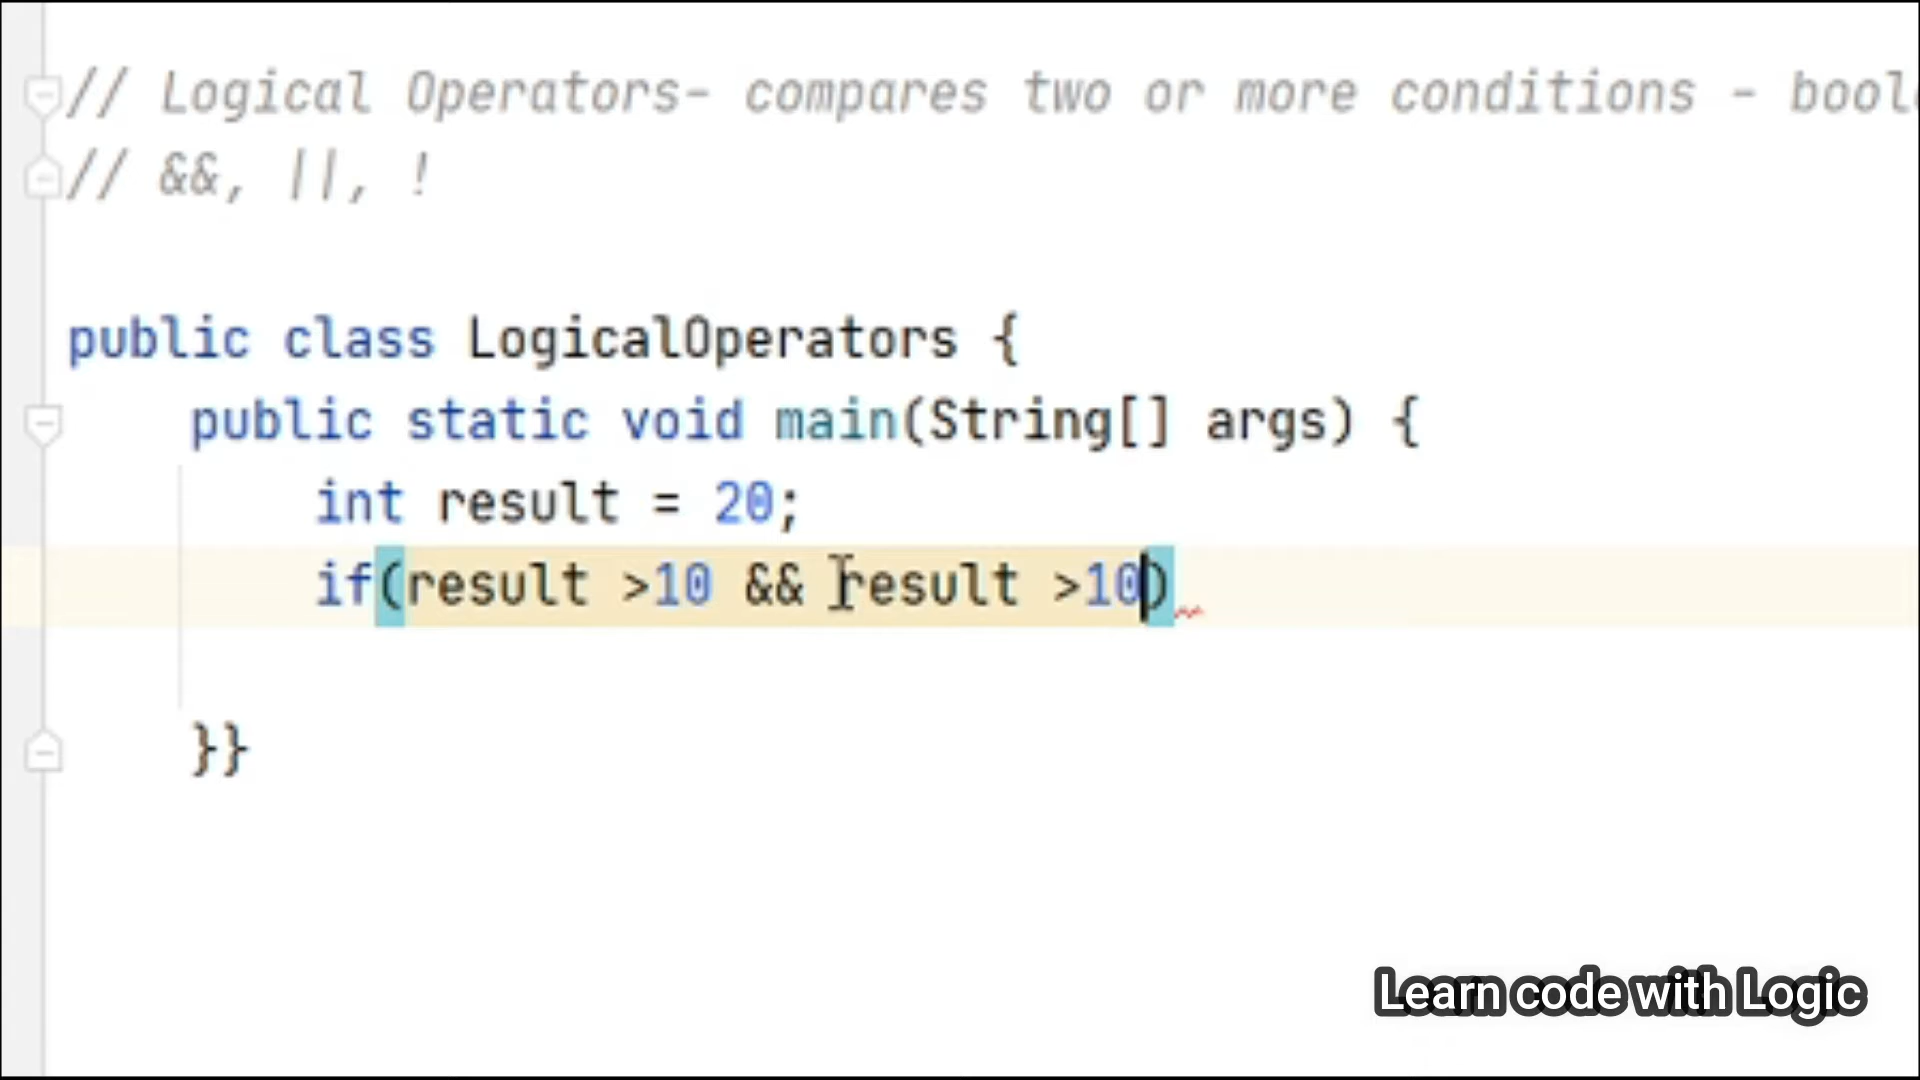 // Logical Operators- compares two or more conditions - bool
// &&, ||, !
public class LogicalOperators {
public static void main(String[] args) {
int result = 20;
if(result >10 && result >10)
}}
Learn code with Logic